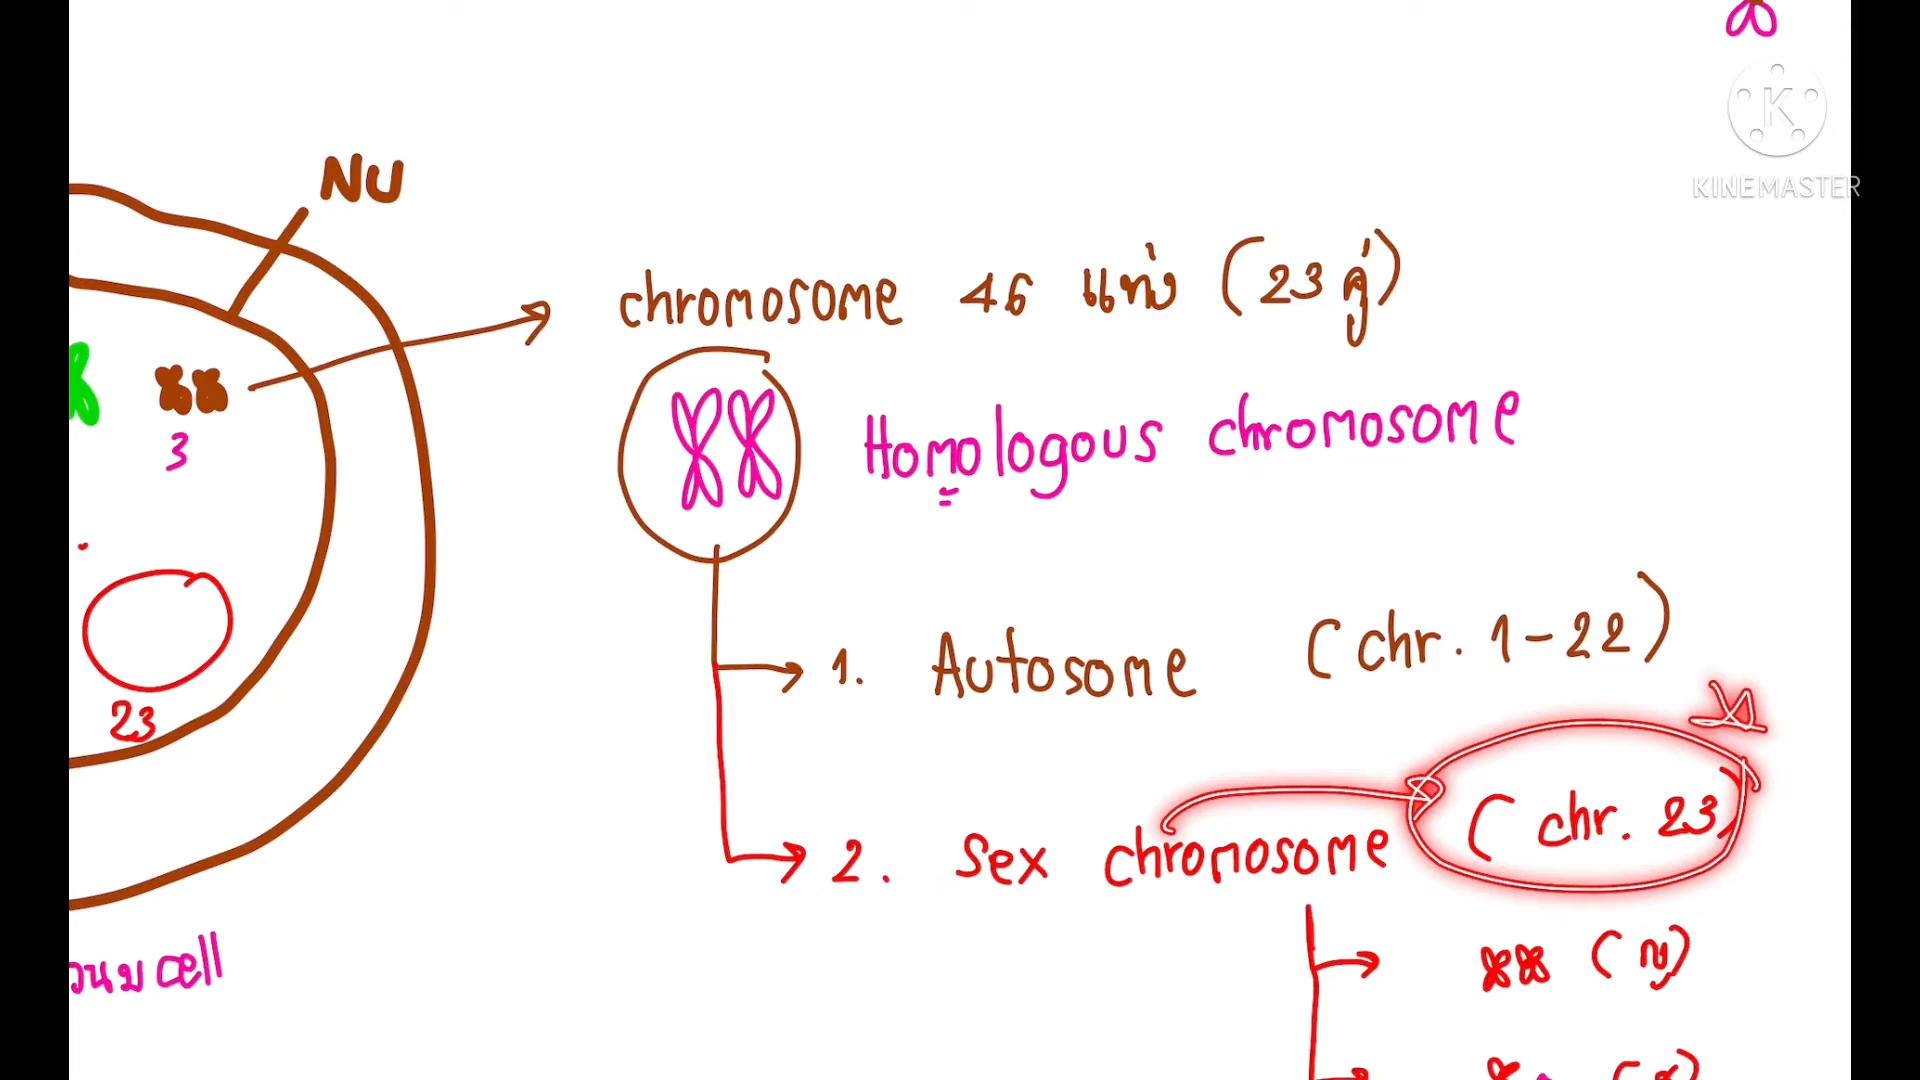 KINEMASTER
NU
chromosome 46 แท่ง (23 คู่)
3
Homologous chromosome
23
1. Autosome (chr. 1-22)
2. Sex chromosome (chr. 23)
cell
(ญ)